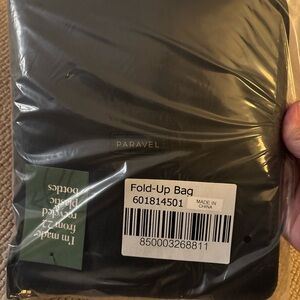 PARAVEL
Fold-Up Bag
601814501
MADE IN
CHINA
850003268811
I'm made
from 22
recycled
plastic
bottles